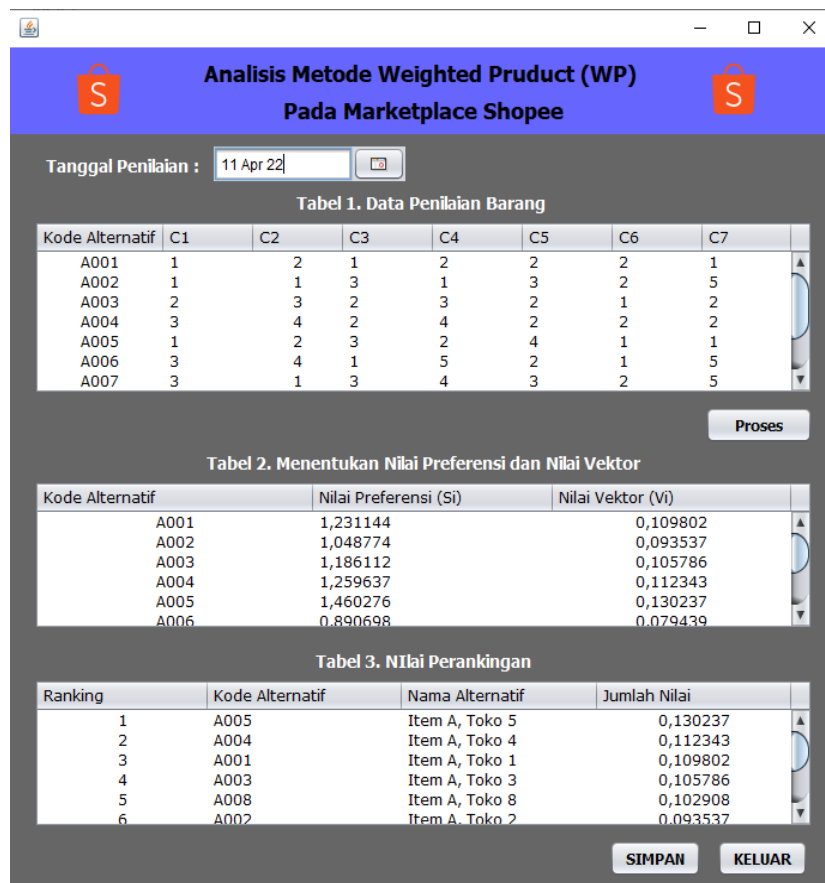 Analisis Metode Weighted Pruduct (WP)
Pada Marketplace Shopee
S
S
Tanggal Penilaian : 11 Apr 22
Tabel 1. Data Penilaian Barang
Kode Alternatif C1 C2 C3 C4 C5 C6 C7
A001 1 2 1 2 2 2 1
A002 1 1 3 1 3 2 5
A003 2 3 2 3 2 1 2
A004 3 4 2 4 2 2 2
A005 1 2 3 2 4 1 1
A006 3 4 1 5 2 1 5
A007 3 1 3 4 3 2 5
Proses
Tabel 2. Menentukan Nilai Preferensi dan Nilai Vektor
Kode Alternatif Nilai Preferensi (Si) Nilai Vektor (Vi)
A001 1,231144 0,109802
A002 1,048774 0,093537
A003 1,186112 0,105786
A004 1,259637 0,112343
A005 1,460276 0,130237
A006 0,890698 0,079439
Tabel 3. NIlai Perankingan
Ranking Kode Alternatif Nama Alternatif Jumlah Nilai
1 A005 Item A, Toko 5 0,130237
2 A004 Item A, Toko 4 0,112343
3 A001 Item A, Toko 1 0,109802
4 A003 Item A, Toko 3 0,105786
5 A008 Item A, Toko 8 0,102908
6 A002 Item A, Toko 2 0,093537
SIMPAN KELUAR